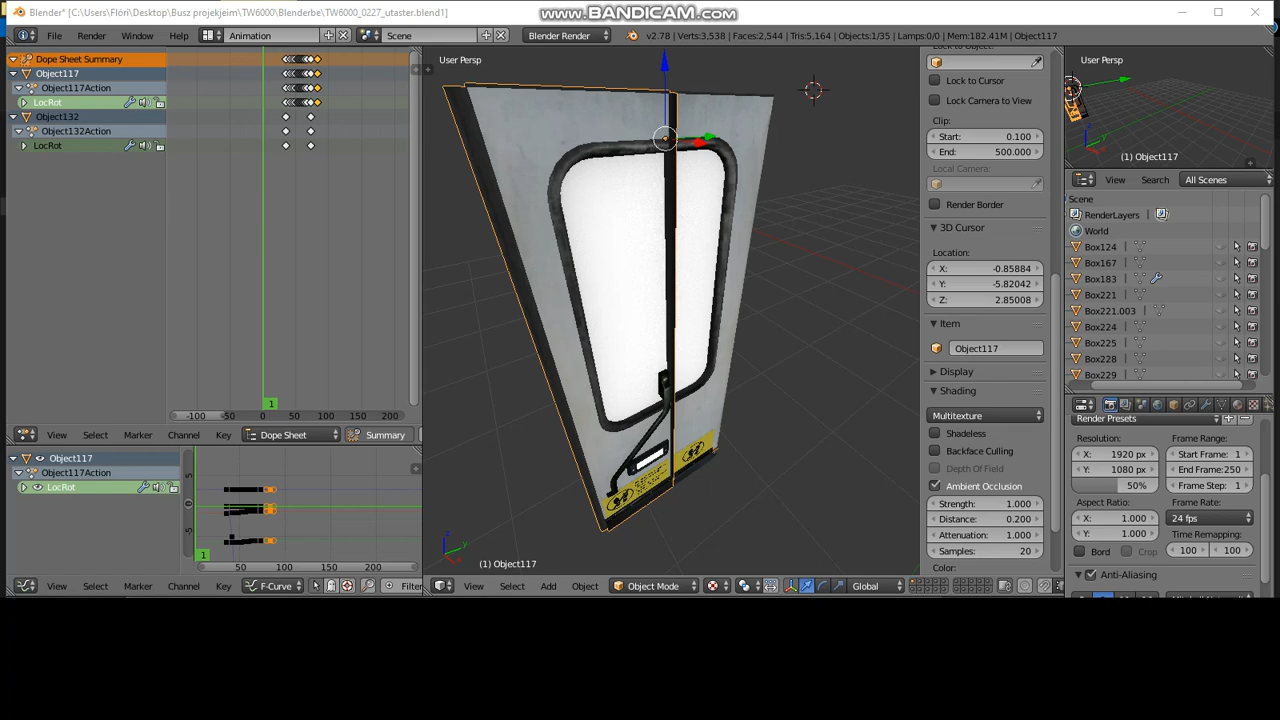 Blender* [C:\Users\Flóri\Desktop\Busz projekjeim\TW6000\Blenderbe\TW6000_0227_utaster.blend1]
www.BANDICAM.com
File Render Window Help Animation Scene Blender Render v2.78 | Verts:3,538 | Faces:2,544 | Tris:5,164 | Objects:1/35 | Lamps:0/0 | Mem:182.41M | Object117
Dope Sheet Summary
Object117
Object117Action
LocRot
Object132
Object132Action
LocRot
1
-100 -50 0 50 100 150 200
View Select Marker Channel Key Dope Sheet Summary
Object117
Object117Action
LocRot
5
0
-5
1
50 100 150 200
View Select Marker Channel Key F-Curve Filter
User Persp
(1) Object117
View Select Add Object Object Mode Global
Lock to Object:
Lock to Cursor
Lock Camera to View
Clip:
Start: 0.100
End: 500.000
Local Camera:
Render Border
3D Cursor
Location:
X: -0.85884
Y: -5.82042
Z: 2.85008
Item
Object117
Display
Shading
Multitexture
Shadeless
Backface Culling
Depth Of Field
Ambient Occlusion
Strength: 1.000
Distance: 0.200
Attenuation: 1.000
Samples: 20
Color:
User Persp
(1) Object117
View Search All Scenes
Scene
RenderLayers
World
Box124
Box167
Box183
Box221
Box221.003
Box224
Box225
Box228
Box229
Render Presets
Resolution: Frame Range:
X: 1920 px Start Frame: 1
Y: 1080 px End Frame: 250
50% Frame Step: 1
Aspect Ratio: Frame Rate:
X: 1.000 24 fps
Y: 1.000 Time Remapping:
Bord Crop 100 100
Anti-Aliasing